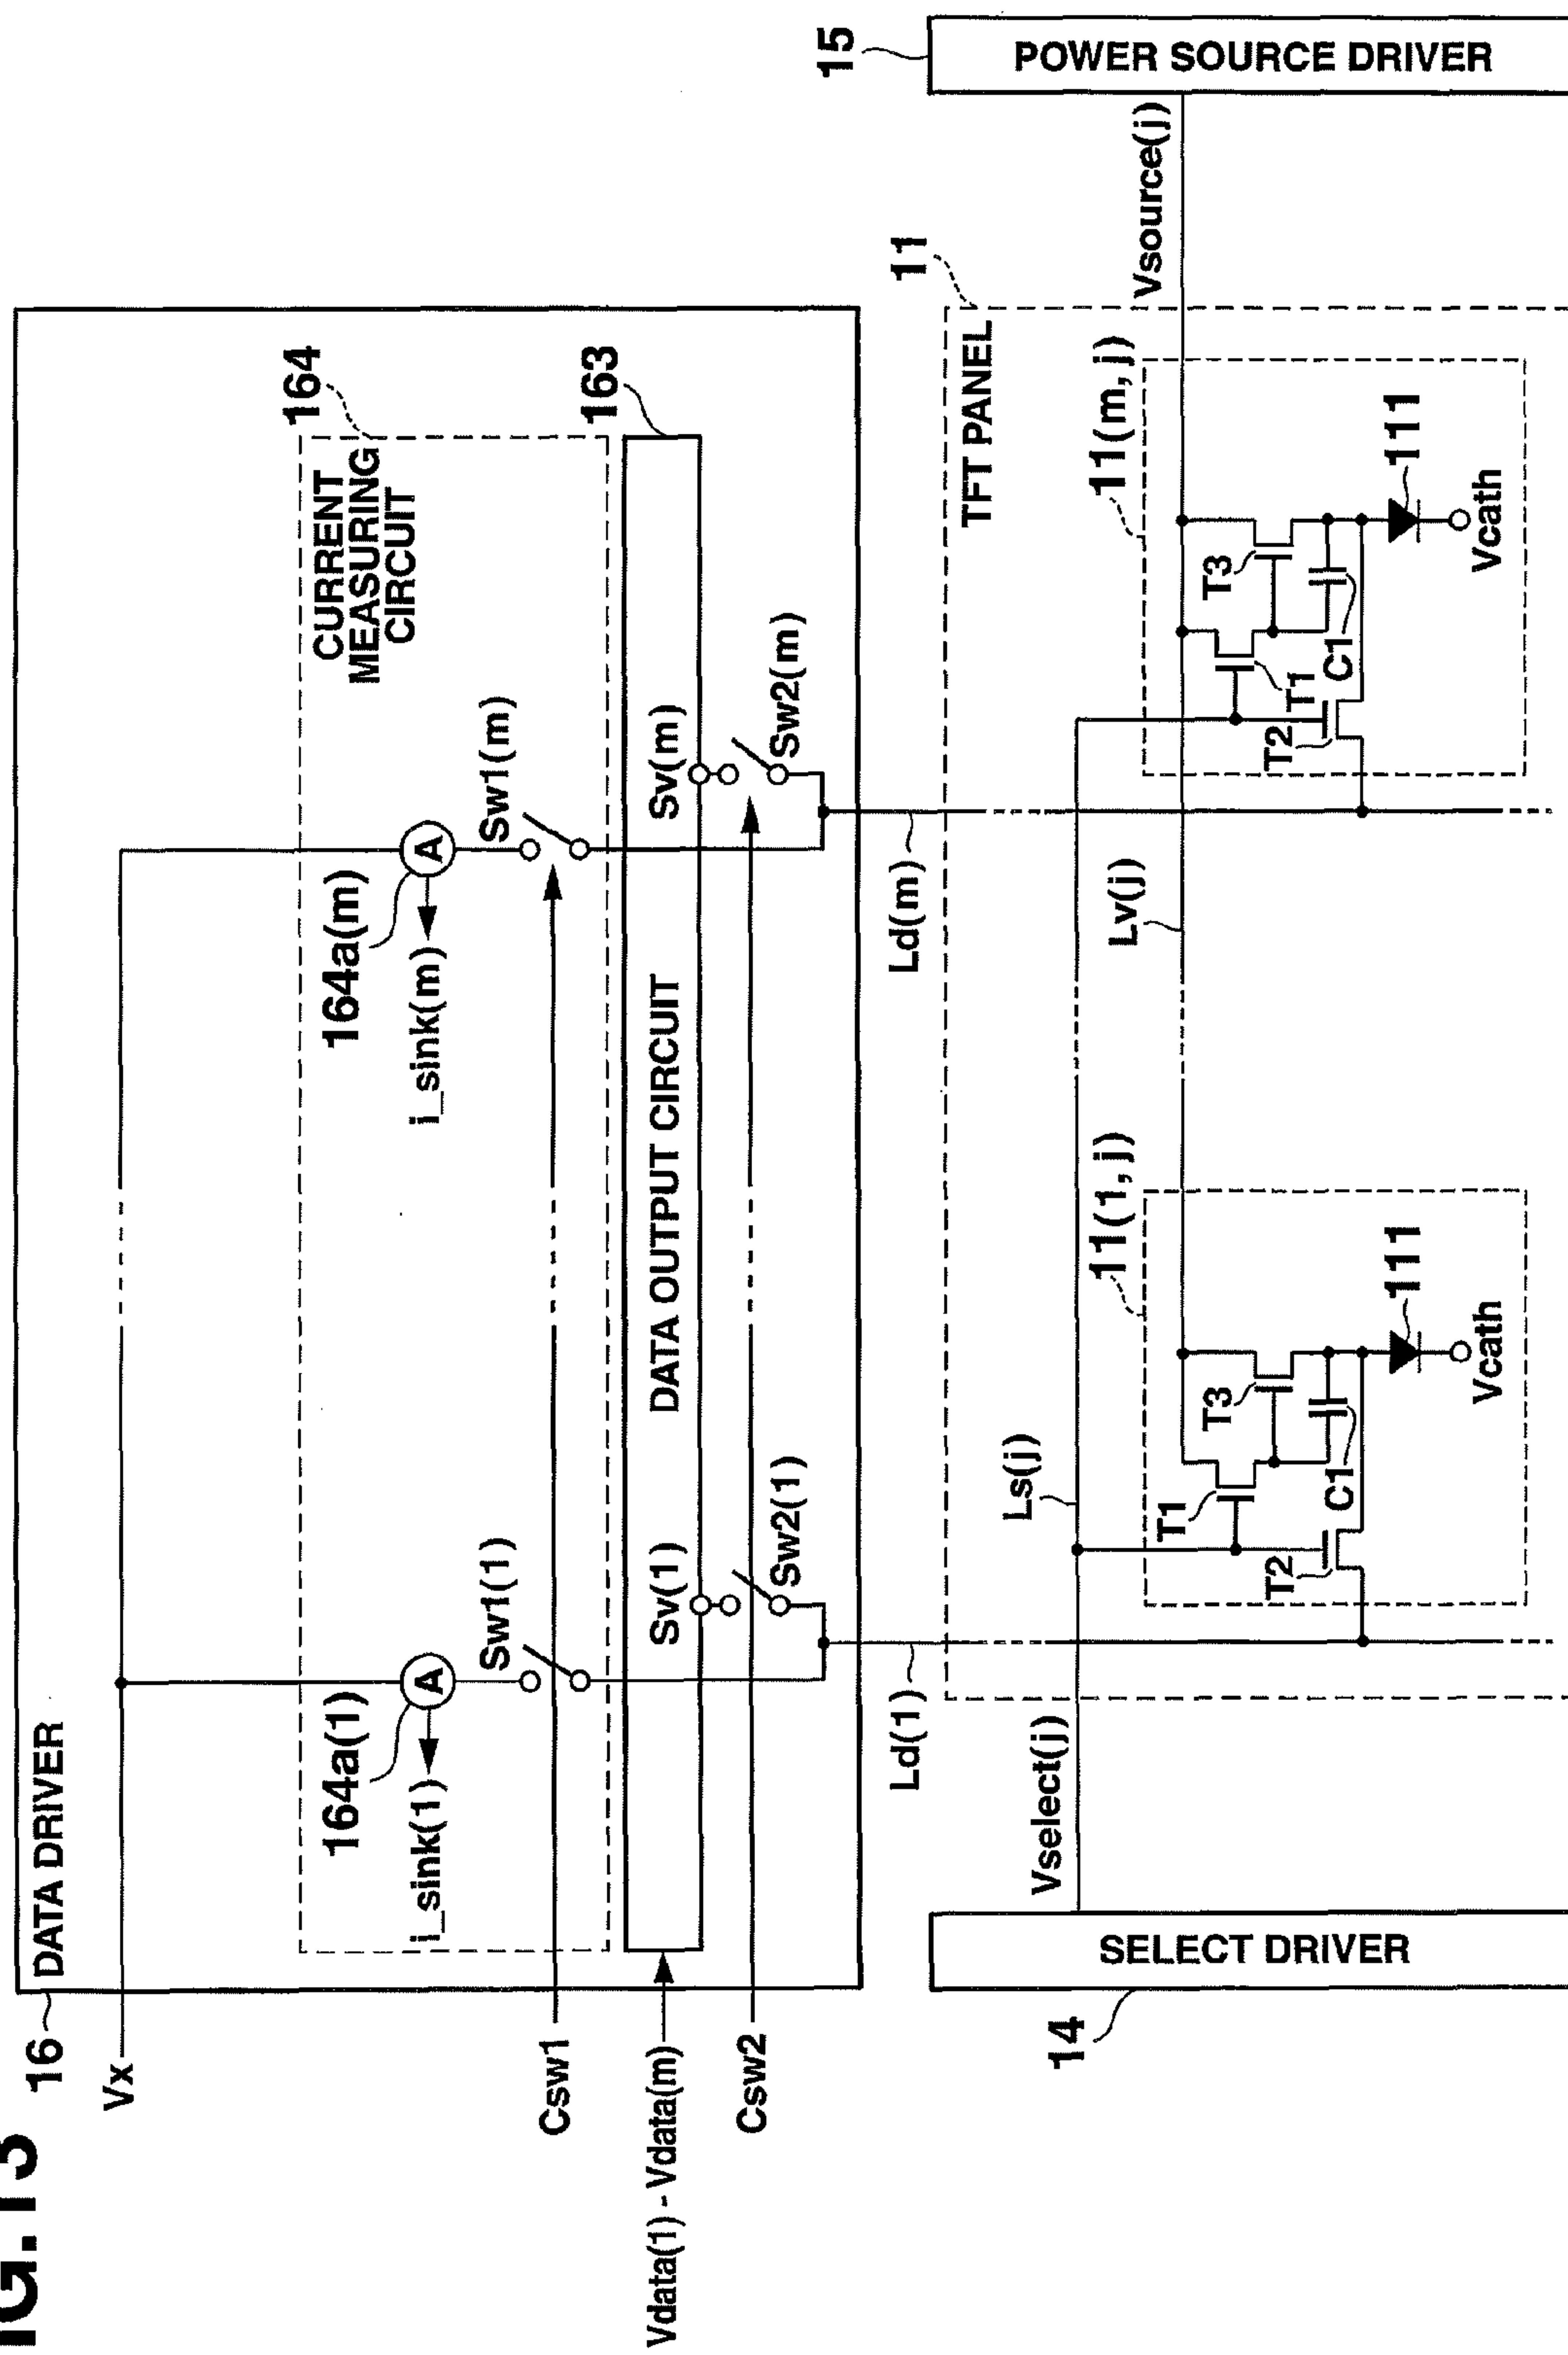 FIG.13
16
DATA DRIVER
Vx
164
CURRENT
MEASURING
CIRCUIT
164a(1)
A
i_sink(1)
Sw1(1)
164a(m)
A
i_sink(m)
Sw1(m)
Csw1
163
Vdata(1) - Vdata(m)
DATA OUTPUT CIRCUIT
Sv(1)
Sv(m)
Csw2
Sw2(1)
Sw2(m)
Ld(1)
Ld(m)
11
TFT PANEL
14
SELECT DRIVER
Vselect(j)
Ls(j)
Lv(j)
Vsource(j)
15
POWER SOURCE DRIVER
11(1,j)
T1
T2
T3
C1
111
Vcath
11(m,j)
T1
T2
T3
C1
111
Vcath